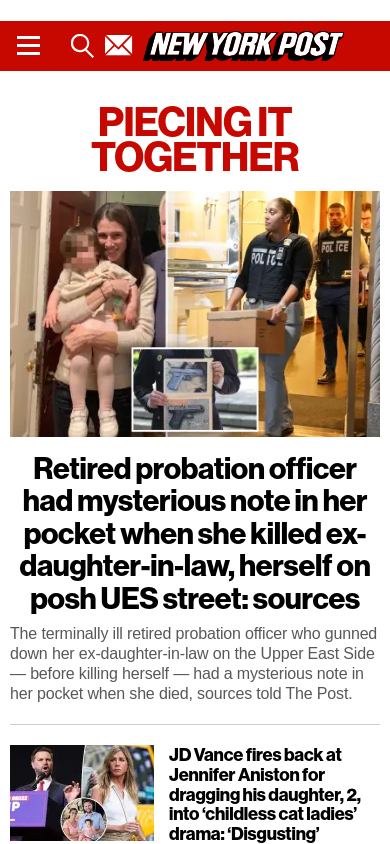 NEW YORK POST
PIECING IT
TOGETHER
POLICE
POLICE
Retired probation officer
had mysterious note in her
pocket when she killed ex-
daughter-in-law, herself on
posh UES street: sources
The terminally ill retired probation officer who gunned
down her ex-daughter-in-law on the Upper East Side
— before killing herself — had a mysterious note in
her pocket when she died, sources told The Post.
JD Vance fires back at
Jennifer Aniston for
dragging his daughter, 2,
into ‘childless cat ladies’
drama: ‘Disgusting’